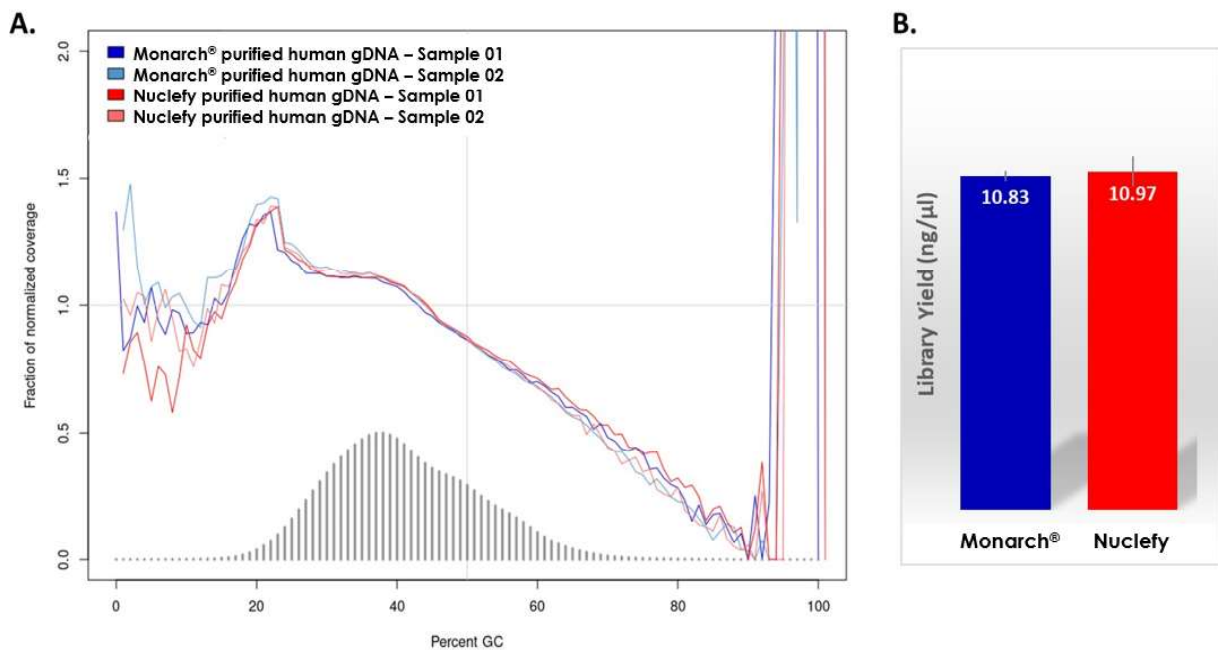 A.
Monarch® purified human gDNA – Sample 01
Monarch® purified human gDNA – Sample 02
Nuclefy purified human gDNA – Sample 01
Nuclefy purified human gDNA – Sample 02
Fraction of normalized coverage
2.0
1.5
1.0
0.5
0.0
0 20 40 60 80 100
Percent GC
B.
Library Yield (ng/µl)
10.83 10.97
Monarch® Nuclefy